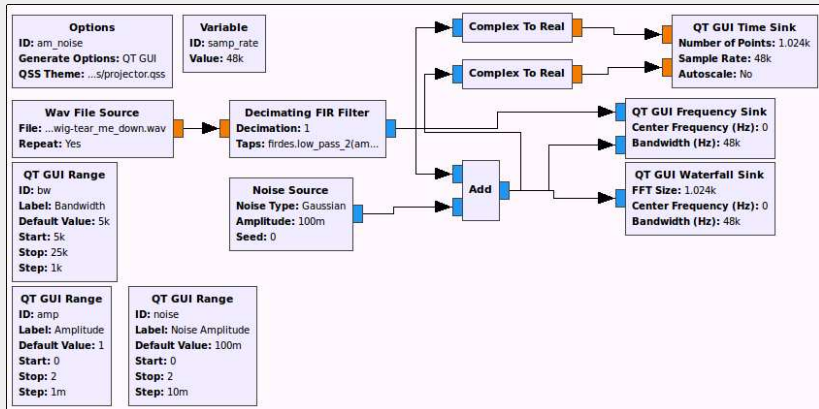 Options
ID: am_noise
Generate Options: QT GUI
QSS Theme: ...s/projector.qss
Variable
ID: samp_rate
Value: 48k
Complex To Real
Complex To Real
QT GUI Time Sink
Number of Points: 1.024k
Sample Rate: 48k
Autoscale: No
Wav File Source
File: ...wig-tear_me_down.wav
Repeat: Yes
Decimating FIR Filter
Decimation: 1
Taps: firdes.low_pass_2(am...
QT GUI Frequency Sink
Center Frequency (Hz): 0
Bandwidth (Hz): 48k
QT GUI Range
ID: bw
Label: Bandwidth
Default Value: 5k
Start: 5k
Stop: 25k
Step: 1k
Noise Source
Noise Type: Gaussian
Amplitude: 100m
Seed: 0
Add
QT GUI Waterfall Sink
FFT Size: 1.024k
Center Frequency (Hz): 0
Bandwidth (Hz): 48k
QT GUI Range
ID: amp
Label: Amplitude
Default Value: 1
Start: 0
Stop: 2
Step: 1m
QT GUI Range
ID: noise
Label: Noise Amplitude
Default Value: 100m
Start: 0
Stop: 2
Step: 10m